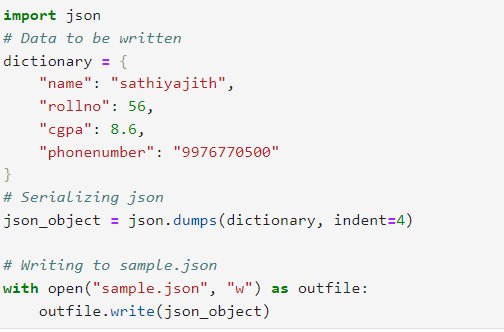 import json
# Data to be written
dictionary = {
    "name": "sathiyajith",
    "rollno": 56,
    "cgpa": 8.6,
    "phonenumber": "9976770500"
}
# Serializing json
json_object = json.dumps(dictionary, indent=4)

# Writing to sample.json
with open("sample.json", "w") as outfile:
    outfile.write(json_object)